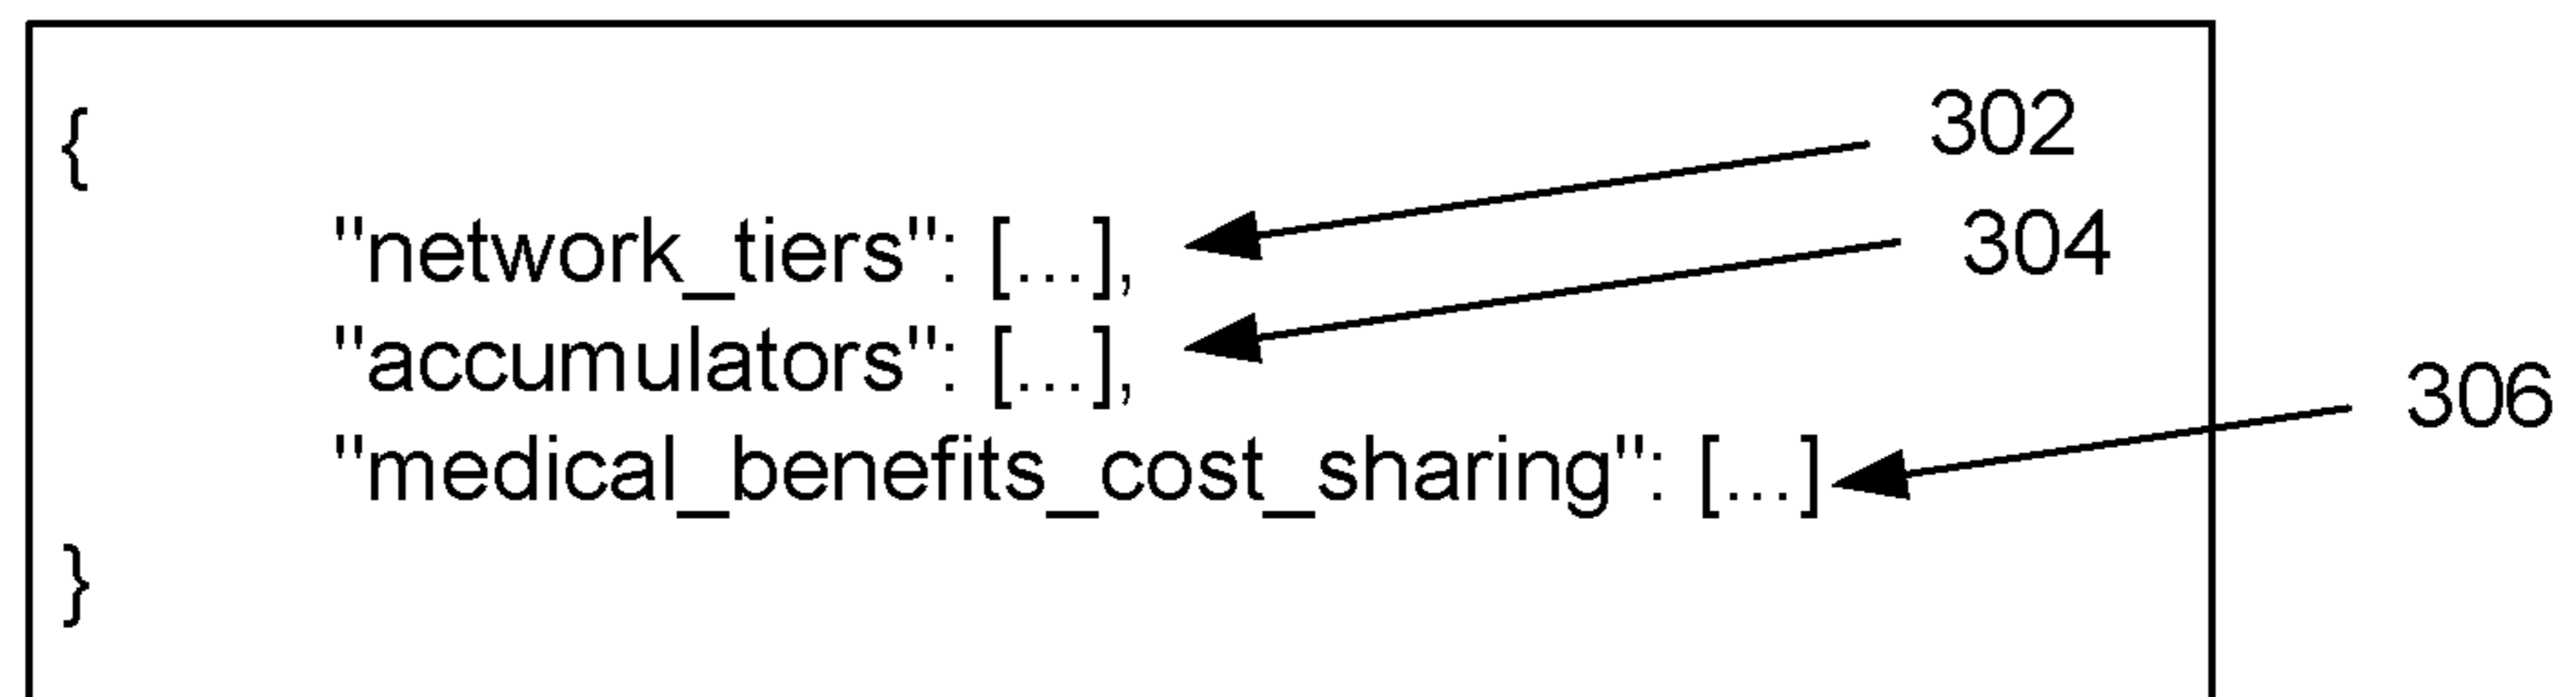 {
302
"network_tiers": [...],
304
"accumulators": [...],
306
"medical_benefits_cost_sharing": [...]
}